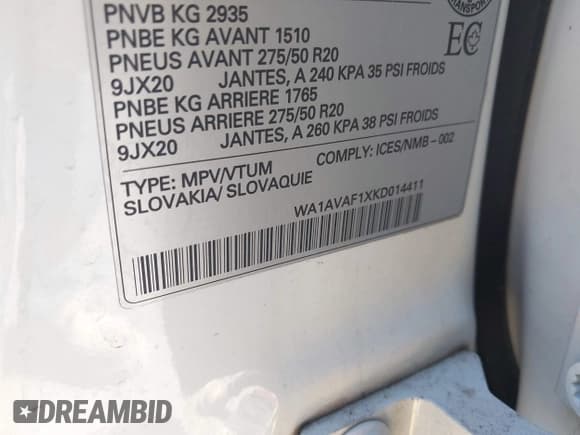 TRANSPORT
PNVB KG 2935
PNBE KG AVANT 1510
PNEUS AVANT 275/50 R20
9JX20 JANTES, A 240 KPA 35 PSI FROIDS
PNBE KG ARRIERE 1765
PNEUS ARRIERE 275/50 R20
9JX20 JANTES, A 260 KPA 38 PSI FROIDS
EC
TYPE: MPV/VTUM COMPLY: ICES/NMB-002
SLOVAKIA/ SLOVAQUIE
WA1AVAF1XKD014411
DREAMBID